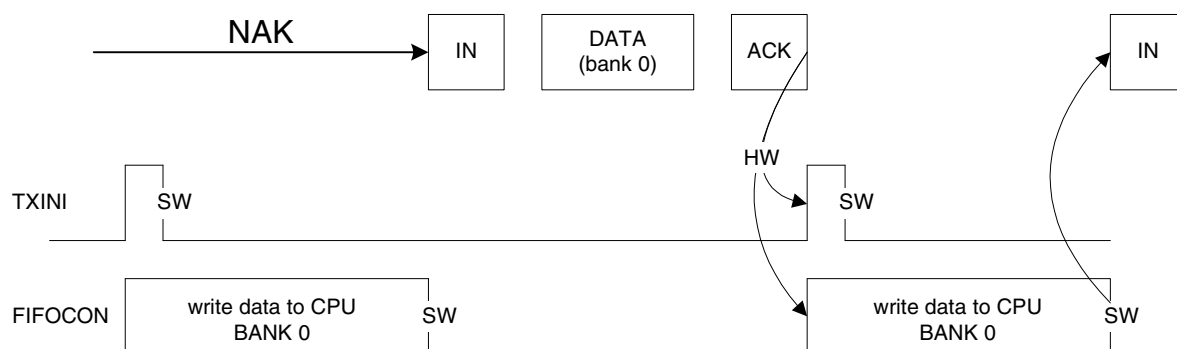 NAK
IN
DATA
(bank 0)
ACK
IN
HW
TXINI
SW
SW
FIFOCON
write data to CPU
BANK 0
SW
write data to CPU
BANK 0
SW